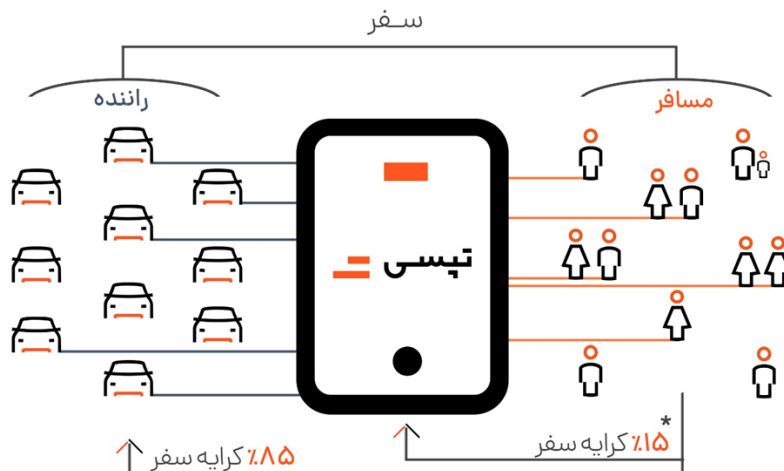 سفر
مسافر
راننده
تپسی
*
٪۱۵ کرایه سفر
٪۸۵ کرایه سفر